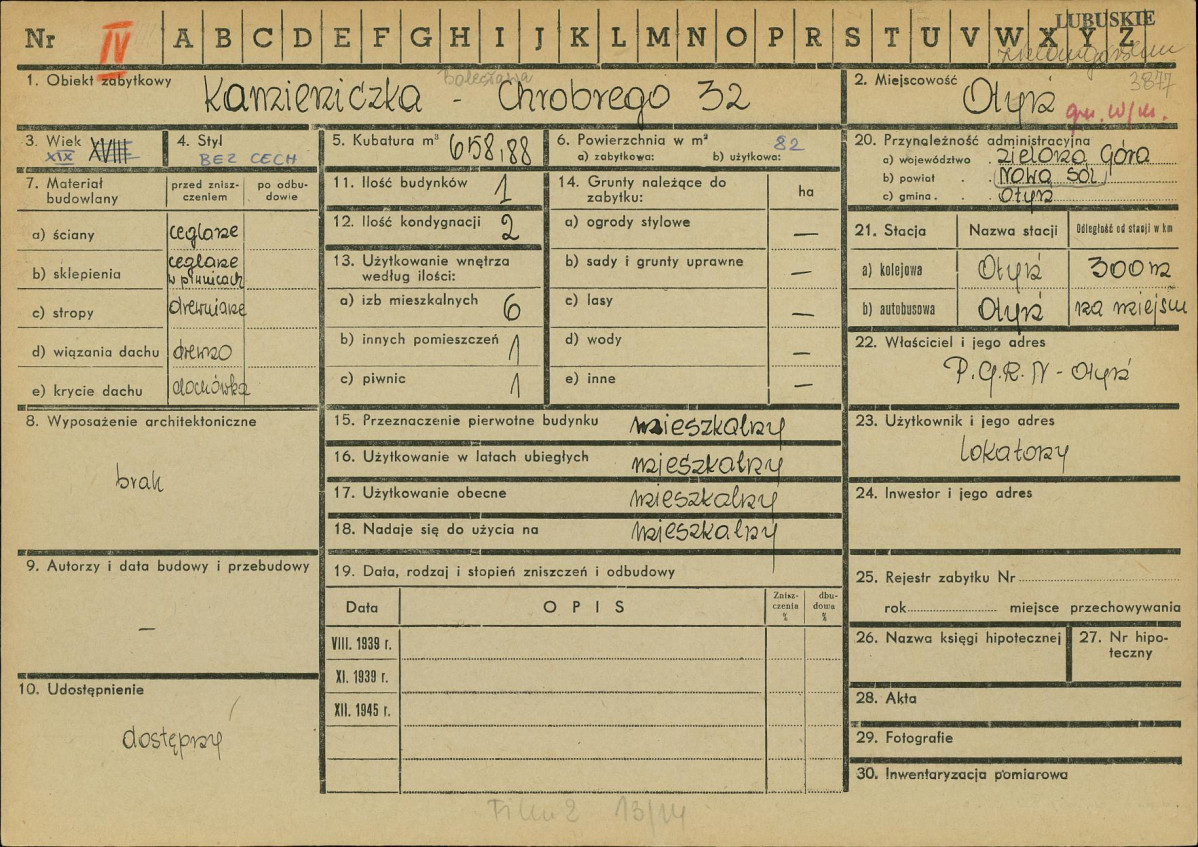 LUBUSKIE
Nr IV A B C D E F G H I J K L M N O P R S T U V W X Y Z
3877
1. Obiekt zabytkowy
Bolesława
Kamieniczka - Chrobrego 32
2. Miejscowość
Otyń
gm. w/m.
3. Wiek
XIX XVIII
4. Styl
BEZ CECH
5. Kubatura m³ 658,88
6. Powierzchnia w m² 82
a) zabytkowa: b) użytkowa:
7. Materiał budowlany
przed zniszczeniem
po odbudowie
a) ściany ceglane
b) sklepienia ceglane w piwnicach
c) stropy drewniane
d) wiązania dachu drewno
e) krycie dachu dachówka
8. Wyposażenie architektoniczne
brak
9. Autorzy i data budowy i przebudowy
—
10. Udostępnienie
dostępny
11. Ilość budynków 1
12. Ilość kondygnacji 2
13. Użytkowanie wnętrza
według ilości:
a) izb mieszkalnych 6
b) innych pomieszczeń 1
c) piwnic 1
14. Grunty należące do
zabytku:
ha
a) ogrody stylowe —
b) sady i grunty uprawne —
c) lasy —
d) wody —
e) inne —
15. Przeznaczenie pierwotne budynku mieszkalny
16. Użytkowanie w latach ubiegłych mieszkalny
17. Użytkowanie obecne mieszkalny
18. Nadaje się do użycia na mieszkalny
19. Data, rodzaj i stopień zniszczeń i odbudowy
Data OPIS
Zniszczenia %
dbudowa %
VIII. 1939 r.
XI. 1939 r.
XII. 1945 r.
20. Przynależność administracyjna
a) województwo Zielona Góra
b) powiat Nowa Sól
c) gmina Otyń
21. Stacja Nazwa stacji Odległość od stacji w km
a) kolejowa Otyń 300 m
b) autobusowa Otyń na miejscu
22. Właściciel i jego adres
P.G.R.N - Otyń
23. Użytkownik i jego adres
lokatorzy
24. Inwestor i jego adres
25. Rejestr zabytku Nr
rok miejsce przechowywania
26. Nazwa księgi hipotecznej
27. Nr hipoteczny
28. Akta
29. Fotografie
30. Inwentaryzacja pomiarowa
13/14